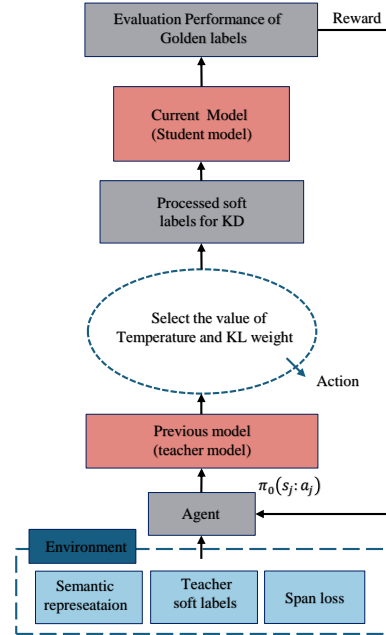 Evaluation Performance of
Golden labels
Reward
Current Model
(Student model)
Processed soft
labels for KD
Select the value of
Temperature and KL weight
Action
Previous model
(teacher model)
π₀(sⱼ: aⱼ)
Agent
Environment
Semantic
represeataion
Teacher
soft labels
Span loss